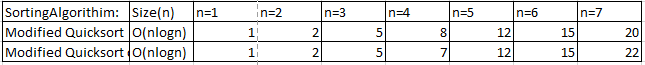 SortingAlgorithim: Size(n) n=1 n=2 n=3 n=4 n=5 n=6 n=7
Modified Quicksort O(nlogn) 1 2 5 8 12 15 20
Modified Quicksort O(nlogn) 1 2 5 7 12 15 22